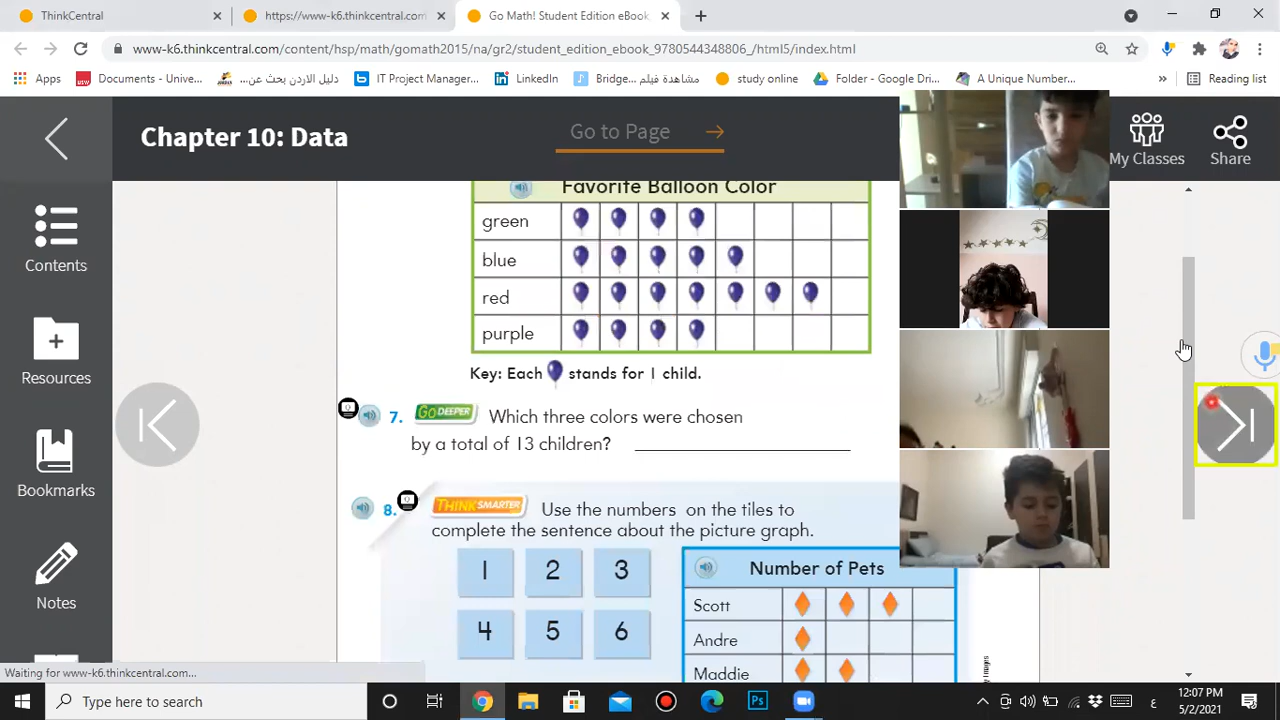 ThinkCentral
https://www-k6.thinkcentral.com
Go Math! Student Edition eBook
www-k6.thinkcentral.com/content/hsp/math/gomath2015/na/gr2/student_edition_ebook_9780544348806_/html5/index.html
Apps
Documents - Unive...
دليل الاردن بحث عن...
IT Project Manager...
LinkedIn
Bridge...مشاهدة فيلم
study online
Folder - Google Dri...
A Unique Number...
»
Reading list
Chapter 10: Data
Go to Page
My Classes
Share
Contents
Resources
Bookmarks
Notes
Favorite Balloon Color
green
blue
red
purple
Key: Each stands for 1 child.
7. GO DEEPER Which three colors were chosen
by a total of 13 children?
8. THINK SMARTER Use the numbers on the tiles to
complete the sentence about the picture graph.
1 2 3
4 5 6
Number of Pets
Scott
Andre
Maddie
Waiting for www-k6.thinkcentral.com...
Type here to search
ع
12:07 PM
5/2/2021